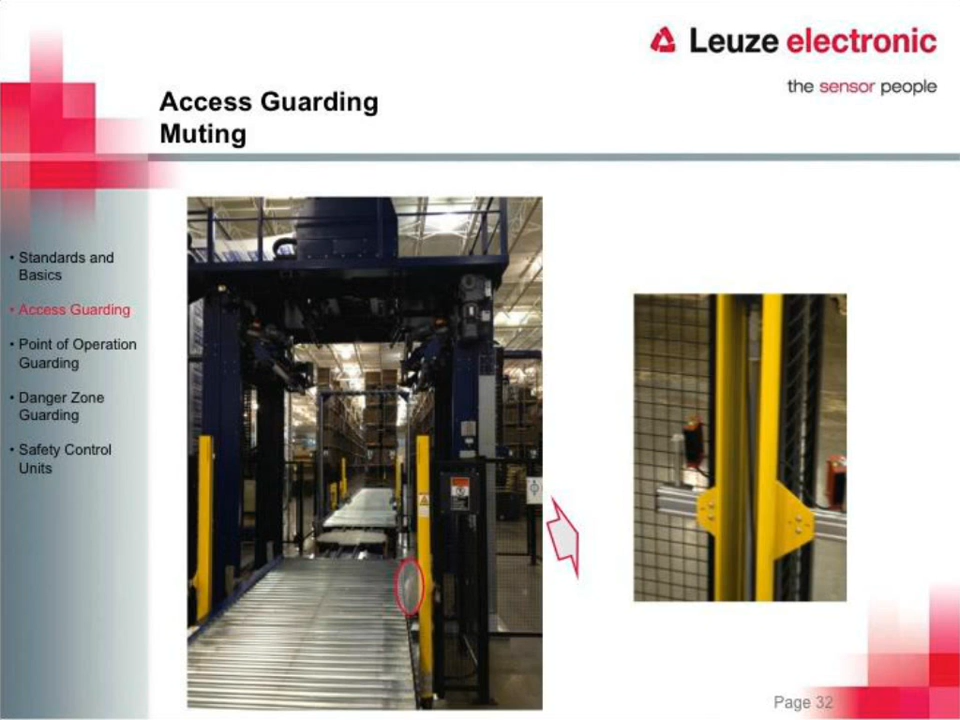 Leuze electronic
the sensor people
Access Guarding
Muting
• Standards and
Basics
• Access Guarding
• Point of Operation
Guarding
• Danger Zone
Guarding
• Safety Control
Units
Page 32